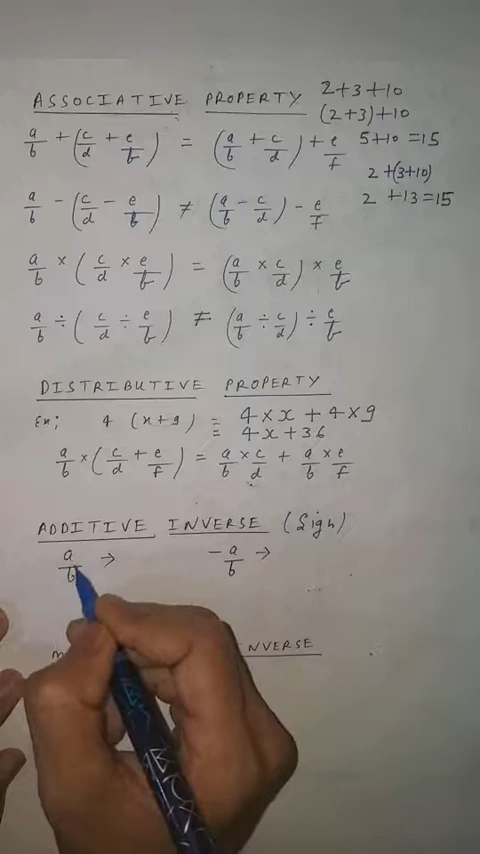 ASSOCIATIVE PROPERTY 2+3+10
(2+3)+10
a/b + (c/d + e/f) = (a/b + c/d) + e/f 5+10=15
2+(3+10)
a/b - (c/d - e/f) ≠ (a/b - c/d) - e/f 2 +13=15
a/b × (c/d × e/f) = (a/b × c/d) × e/f
a/b ÷ (c/d ÷ e/f) ≠ (a/b ÷ c/d) ÷ e/f
DISTRIBUTIVE PROPERTY
Ex; 4 (x+9) = 4×x + 4×9
= 4x+36
a/b × (c/d + e/f) = a/b × c/d + a/b × e/f
ADDITIVE INVERSE (Sign)
a/b → -a/b →
INVERSE